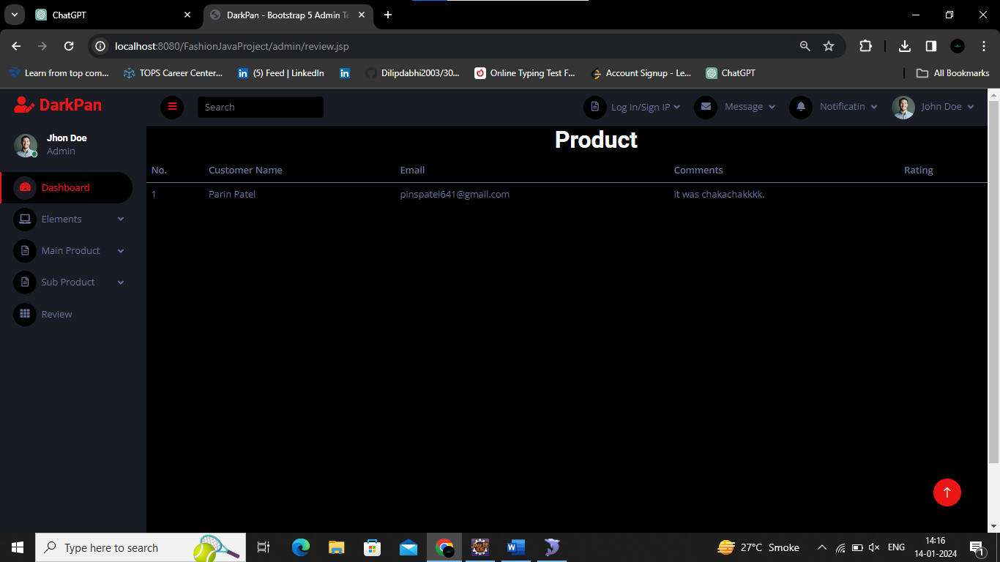 ChatGPT
DarkPan - Bootstrap 5 Admin Te
localhost:8080/FashionJavaProject/admin/review.jsp
Learn from top com...
TOPS Career Center...
(5) Feed | LinkedIn
Dilipdabhi2003/30...
Online Typing Test F...
Account Signup - Le...
ChatGPT
All Bookmarks
DarkPan
Search
Log In/Sign IP
Message
Notificatin
John Doe
Jhon Doe
Admin
Dashboard
Elements
Main Product
Sub Product
Review
Product
No. Customer Name Email Comments Rating
1 Parin Patel pinspatel641@gmail.com it was chakachakkkk.
Type here to search
27°C Smoke
ENG
14:16
14-01-2024
1